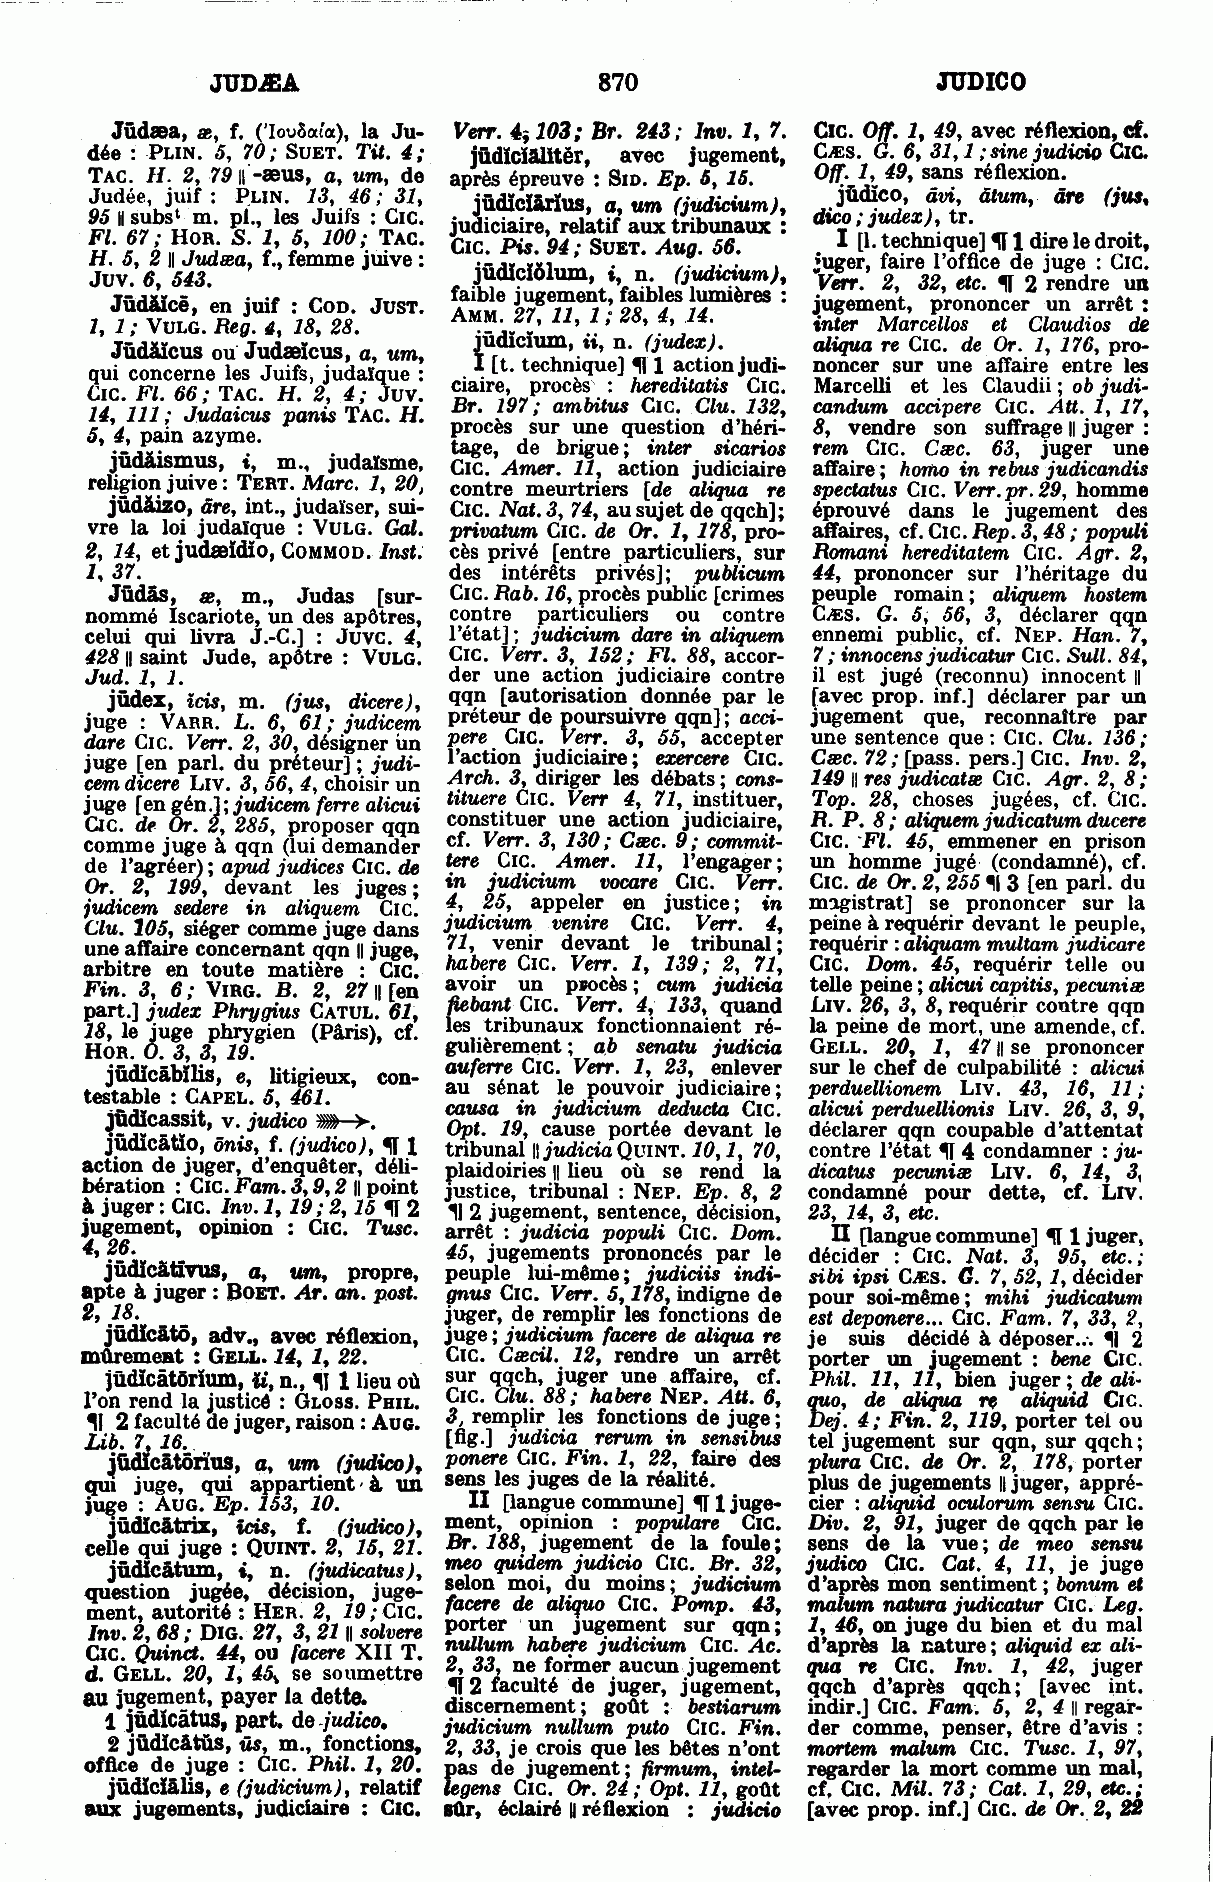 JUDÆA
870
JUDICO
Jūdæa, æ, f. (Ἰουδαία), la Ju-
dée : PLIN. 5, 70; SUET. Tit. 4;
TAC. H. 2, 79 || -æus, a, um, de
Judée, juif : PLIN. 13, 46; 31,
95 || subst m. pl., les Juifs : CIC.
Fl. 67; HOR. S. 1, 5, 100; TAC.
H. 5, 2 || Judæa, f., femme juive :
JUV. 6, 543.
Jūdăĭcē, en juif : COD. JUST.
1, 1; VULG. Reg. 4, 18, 28.
Jūdăĭcus ou Judæĭcus, a, um,
qui concerne les Juifs, judaïque :
CIC. Fl. 66; TAC. H. 2, 4; JUV.
14, 111; Judaicus panis TAC. H.
5, 4, pain azyme.
jūdăismus, i, m., judaïsme,
religion juive : TERT. Marc. 1, 20,
jūdăizo, āre, int., judaïser, sui-
vre la loi judaïque : VULG. Gal.
2, 14, et judæĭdio, COMMOD. Inst.
1, 37.
Jūdās, æ, m., Judas [sur-
nommé Iscariote, un des apôtres,
celui qui livra J.-C.] : JUVC. 4,
428 || saint Jude, apôtre : VULG.
Jud. 1, 1.
jūdex, ĭcis, m. (jus, dicere),
juge : VARR. L. 6, 61; judicem
dare CIC. Verr. 2, 30, désigner un
juge [en parl. du préteur]; judi-
cem dicere LIV. 3, 56, 4, choisir un
juge [en gén.]; judicem ferre alicui
CIC. de Or. 2, 285, proposer qqn
comme juge à qqn (lui demander
de l'agréer); apud judices CIC. de
Or. 2, 199, devant les juges;
judicem sedere in aliquem CIC.
Clu. 105, siéger comme juge dans
une affaire concernant qqn || juge,
arbitre en toute matière : CIC.
Fin. 3, 6; VIRG. B. 2, 27 || [en
part.] judex Phrygius CATUL. 61,
18, le juge phrygien (Pâris), cf.
HOR. O. 3, 3, 19.
jūdĭcābĭlis, e, litigieux, con-
testable : CAPEL. 5, 461.
jūdĭcassit, v. judico ⤐.
jūdĭcātĭo, ōnis, f. (judico), ¶ 1
action de juger, d'enquêter, déli-
bération : CIC. Fam. 3, 9, 2 || point
à juger : CIC. Inv. 1, 19; 2, 15 ¶ 2
jugement, opinion : CIC. Tusc.
4, 26.
jūdĭcātīvus, a, um, propre,
apte à juger : BOET. Ar. an. post.
2, 18.
jūdĭcātō, adv., avec réflexion,
mûrement : GELL. 14, 1, 22.
jūdĭcātōrĭum, ĭi, n., ¶ 1 lieu où
l'on rend la justice : GLOSS. PHIL.
¶ 2 faculté de juger, raison : AUG.
Lib. 7, 16.
jūdĭcātōrĭus, a, um (judico),
qui juge, qui appartient à un
juge : AUG. Ep. 153, 10.
jūdĭcātrix, īcis, f. (judico),
celle qui juge : QUINT. 2, 15, 21.
jūdĭcātum, i, n. (judicatus),
question jugée, décision, juge-
ment, autorité : HER. 2, 19; CIC.
Inv. 2, 68; DIG. 27, 3, 21 || solvere
CIC. Quinct. 44, ou facere XII T.
d. GELL. 20, 1, 45, se soumettre
au jugement, payer la dette.
1 jūdĭcātus, part. de judico.
2 jūdĭcātŭs, ūs, m., fonctions,
office de juge : CIC. Phil. 1, 20.
jūdĭcĭālis, e (judicium), relatif
aux jugements, judiciaire : CIC.
Verr. 4, 103; Br. 243; Inv. 1, 7.
jūdĭcĭālĭtĕr, avec jugement,
après épreuve : SID. Ep. 5, 15.
jūdĭcĭārĭus, a, um (judicium),
judiciaire, relatif aux tribunaux :
CIC. Pis. 94; SUET. Aug. 56.
jūdĭcĭŏlum, i, n. (judicium),
faible jugement, faibles lumières :
AMM. 27, 11, 1; 28, 4, 14.
jūdĭcĭum, ii, n. (judex).
I [t. technique] ¶ 1 action judi-
ciaire, procès : hereditatis CIC.
Br. 197; ambitus CIC. Clu. 132,
procès sur une question d'héri-
tage, de brigue; inter sicarios
CIC. Amer. 11, action judiciaire
contre meurtriers [de aliqua re
CIC. Nat. 3, 74, au sujet de qqch];
privatum CIC. de Or. 1, 178, pro-
cès privé [entre particuliers, sur
des intérêts privés]; publicum
CIC. Rab. 16, procès public [crimes
contre particuliers ou contre
l'état]; judicium dare in aliquem
CIC. Verr. 3, 152; Fl. 88, accor-
der une action judiciaire contre
qqn [autorisation donnée par le
préteur de poursuivre qqn]; acci-
pere CIC. Verr. 3, 55, accepter
l'action judiciaire; exercere CIC.
Arch. 3, diriger les débats; cons-
tituere CIC. Verr 4, 71, instituer,
constituer une action judiciaire,
cf. Verr. 3, 130; Cæc. 9; commit-
tere CIC. Amer. 11, l'engager;
in judicium vocare CIC. Verr.
4, 25, appeler en justice; in
judicium venire CIC. Verr. 4,
71, venir devant le tribunal;
habere CIC. Verr. 1, 139; 2, 71,
avoir un procès; cum judicia
fiebant CIC. Verr. 4, 133, quand
les tribunaux fonctionnaient ré-
gulièrement; ab senatu judicia
auferre CIC. Verr. 1, 23, enlever
au sénat le pouvoir judiciaire;
causa in judicium deducta CIC.
Opt. 19, cause portée devant le
tribunal || judicia QUINT. 10, 1, 70,
plaidoiries || lieu où se rend la
justice, tribunal : NEP. Ep. 8, 2
¶ 2 jugement, sentence, décision,
arrêt : judicia populi CIC. Dom.
45, jugements prononcés par le
peuple lui-même; judiciis indi-
gnus CIC. Verr. 5, 178, indigne de
juger, de remplir les fonctions de
juge; judicium facere de aliqua re
CIC. Cæcil. 12, rendre un arrêt
sur qqch, juger une affaire, cf.
CIC. Clu. 88; habere NEP. Att. 6,
3, remplir les fonctions de juge;
[fig.] judicia rerum in sensibus
ponere CIC. Fin. 1, 22, faire des
sens les juges de la réalité.
II [langue commune] ¶ 1 juge-
ment, opinion : populare CIC.
Br. 188, jugement de la foule;
meo quidem judicio CIC. Br. 32,
selon moi, du moins; judicium
facere de aliquo CIC. Pomp. 43,
porter un jugement sur qqn;
nullum habere judicium CIC. Ac.
2, 33, ne former aucun jugement
¶ 2 faculté de juger, jugement,
discernement; goût : bestiarum
judicium nullum puto CIC. Fin.
2, 33, je crois que les bêtes n'ont
pas de jugement; firmum, intel-
legens CIC. Or. 24; Opt. 11, goût
sûr, éclairé || réflexion : judicio
CIC. Off. 1, 49, avec réflexion, cf.
CÆS. G. 6, 31, 1; sine judicio CIC.
Off. 1, 49, sans réflexion.
jūdĭco, āvi, ātum, āre (jus,
dico; judex), tr.
I [l. technique] ¶ 1 dire le droit,
juger, faire l'office de juge : CIC.
Verr. 2, 32, etc. ¶ 2 rendre un
jugement, prononcer un arrêt :
inter Marcellos et Claudios de
aliqua re CIC. de Or. 1, 176, pro-
noncer sur une affaire entre les
Marcelli et les Claudii; ob judi-
candum accipere CIC. Att. 1, 17,
8, vendre son suffrage || juger :
rem CIC. Cæc. 63, juger une
affaire; homo in rebus judicandis
spectatus CIC. Verr. pr. 29, homme
éprouvé dans le jugement des
affaires, cf. CIC. Rep. 3, 48; populi
Romani hereditatem CIC. Agr. 2,
44, prononcer sur l'héritage du
peuple romain; aliquem hostem
CÆS. G. 5, 56, 3, déclarer qqn
ennemi public, cf. NEP. Han. 7,
7; innocens judicatur CIC. Sull. 84,
il est jugé (reconnu) innocent ||
[avec prop. inf.] déclarer par un
jugement que, reconnaître par
une sentence que : CIC. Clu. 136;
Cæc. 72; [pass. pers.] CIC. Inv. 2,
149 || res judicatæ CIC. Agr. 2, 8;
Top. 28, choses jugées, cf. CIC.
R. P. 8; aliquem judicatum ducere
CIC. Fl. 45, emmener en prison
un homme jugé (condamné), cf.
CIC. de Or. 2, 255 ¶ 3 [en parl. du
magistrat] se prononcer sur la
peine à requérir devant le peuple,
requérir : aliquam multam judicare
CIC. Dom. 45, requérir telle ou
telle peine; alicui capitis, pecuniæ
LIV. 26, 3, 8, requérir contre qqn
la peine de mort, une amende, cf.
GELL. 20, 1, 47 || se prononcer
sur le chef de culpabilité : alicui
perduellionem LIV. 43, 16, 11;
alicui perduellionis LIV. 26, 3, 9,
déclarer qqn coupable d'attentat
contre l'état ¶ 4 condamner : ju-
dicatus pecuniæ LIV. 6, 14, 3,
condamné pour dette, cf. LIV.
23, 14, 3, etc.
II [langue commune] ¶ 1 juger,
décider : CIC. Nat. 3, 95, etc.;
sibi ipsi CÆS. G. 7, 52, 1, décider
pour soi-même; mihi judicatum
est deponere... CIC. Fam. 7, 33, 2,
je suis décidé à déposer... ¶ 2
porter un jugement : bene CIC.
Phil. 11, 11, bien juger; de ali-
quo, de aliqua re aliquid CIC.
Dej. 4; Fin. 2, 119, porter tel ou
tel jugement sur qqn, sur qqch;
plura CIC. de Or. 2, 178, porter
plus de jugements || juger, appré-
cier : aliquid oculorum sensu CIC.
Div. 2, 91, juger de qqch par le
sens de la vue; de meo sensu
judico CIC. Cat. 4, 11, je juge
d'après mon sentiment; bonum et
malum natura judicatur CIC. Leg.
1, 46, on juge du bien et du mal
d'après la nature; aliquid ex ali-
qua re CIC. Inv. 1, 42, juger
qqch d'après qqch; [avec int.
indir.] CIC. Fam. 5, 2, 4 || regar-
der comme, penser, être d'avis :
mortem malum CIC. Tusc. 1, 97,
regarder la mort comme un mal,
cf. CIC. Mil. 73; Cat. 1, 29, etc.;
[avec prop. inf.] CIC. de Or. 2, 22